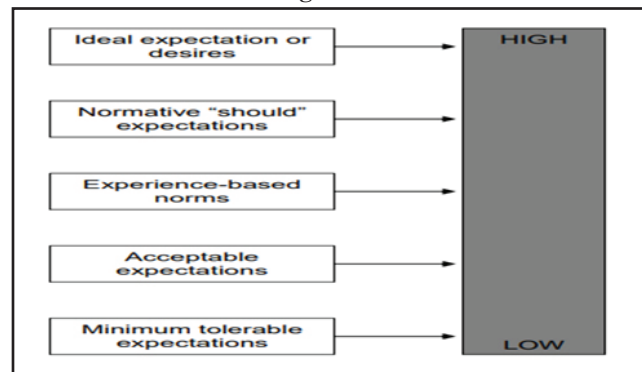 Ideal expectation or
desires
HIGH
Normative “should”
expectations
Experience-based
norms
Acceptable
expectations
Minimum tolerable
expectations
LOW